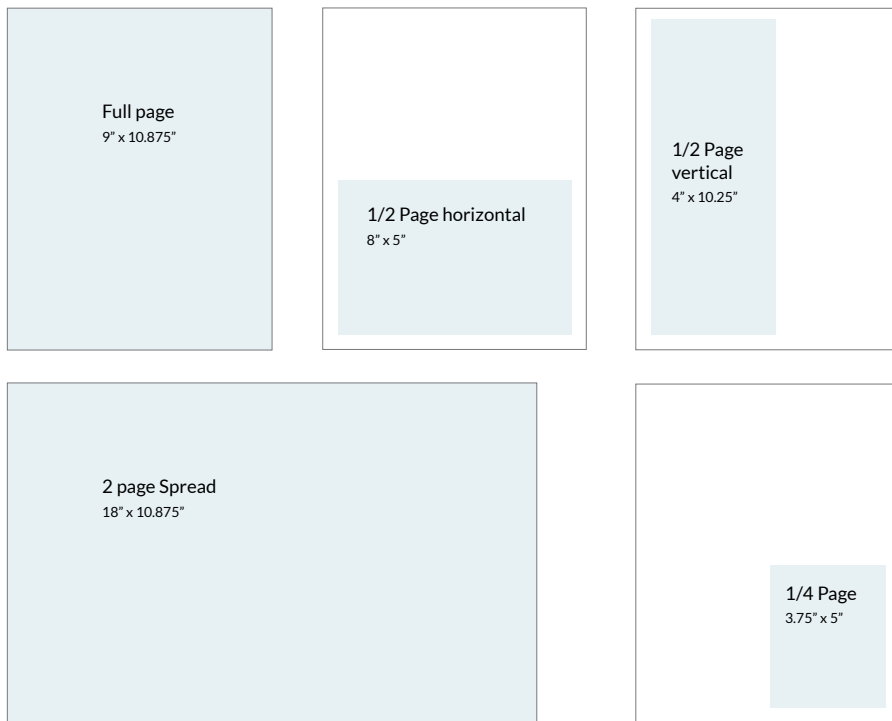 Full page
9” x 10.875”
1/2 Page horizontal
8” x 5”
1/2 Page
vertical
4” x 10.25”
2 page Spread
18” x 10.875”
1/4 Page
3.75” x 5”